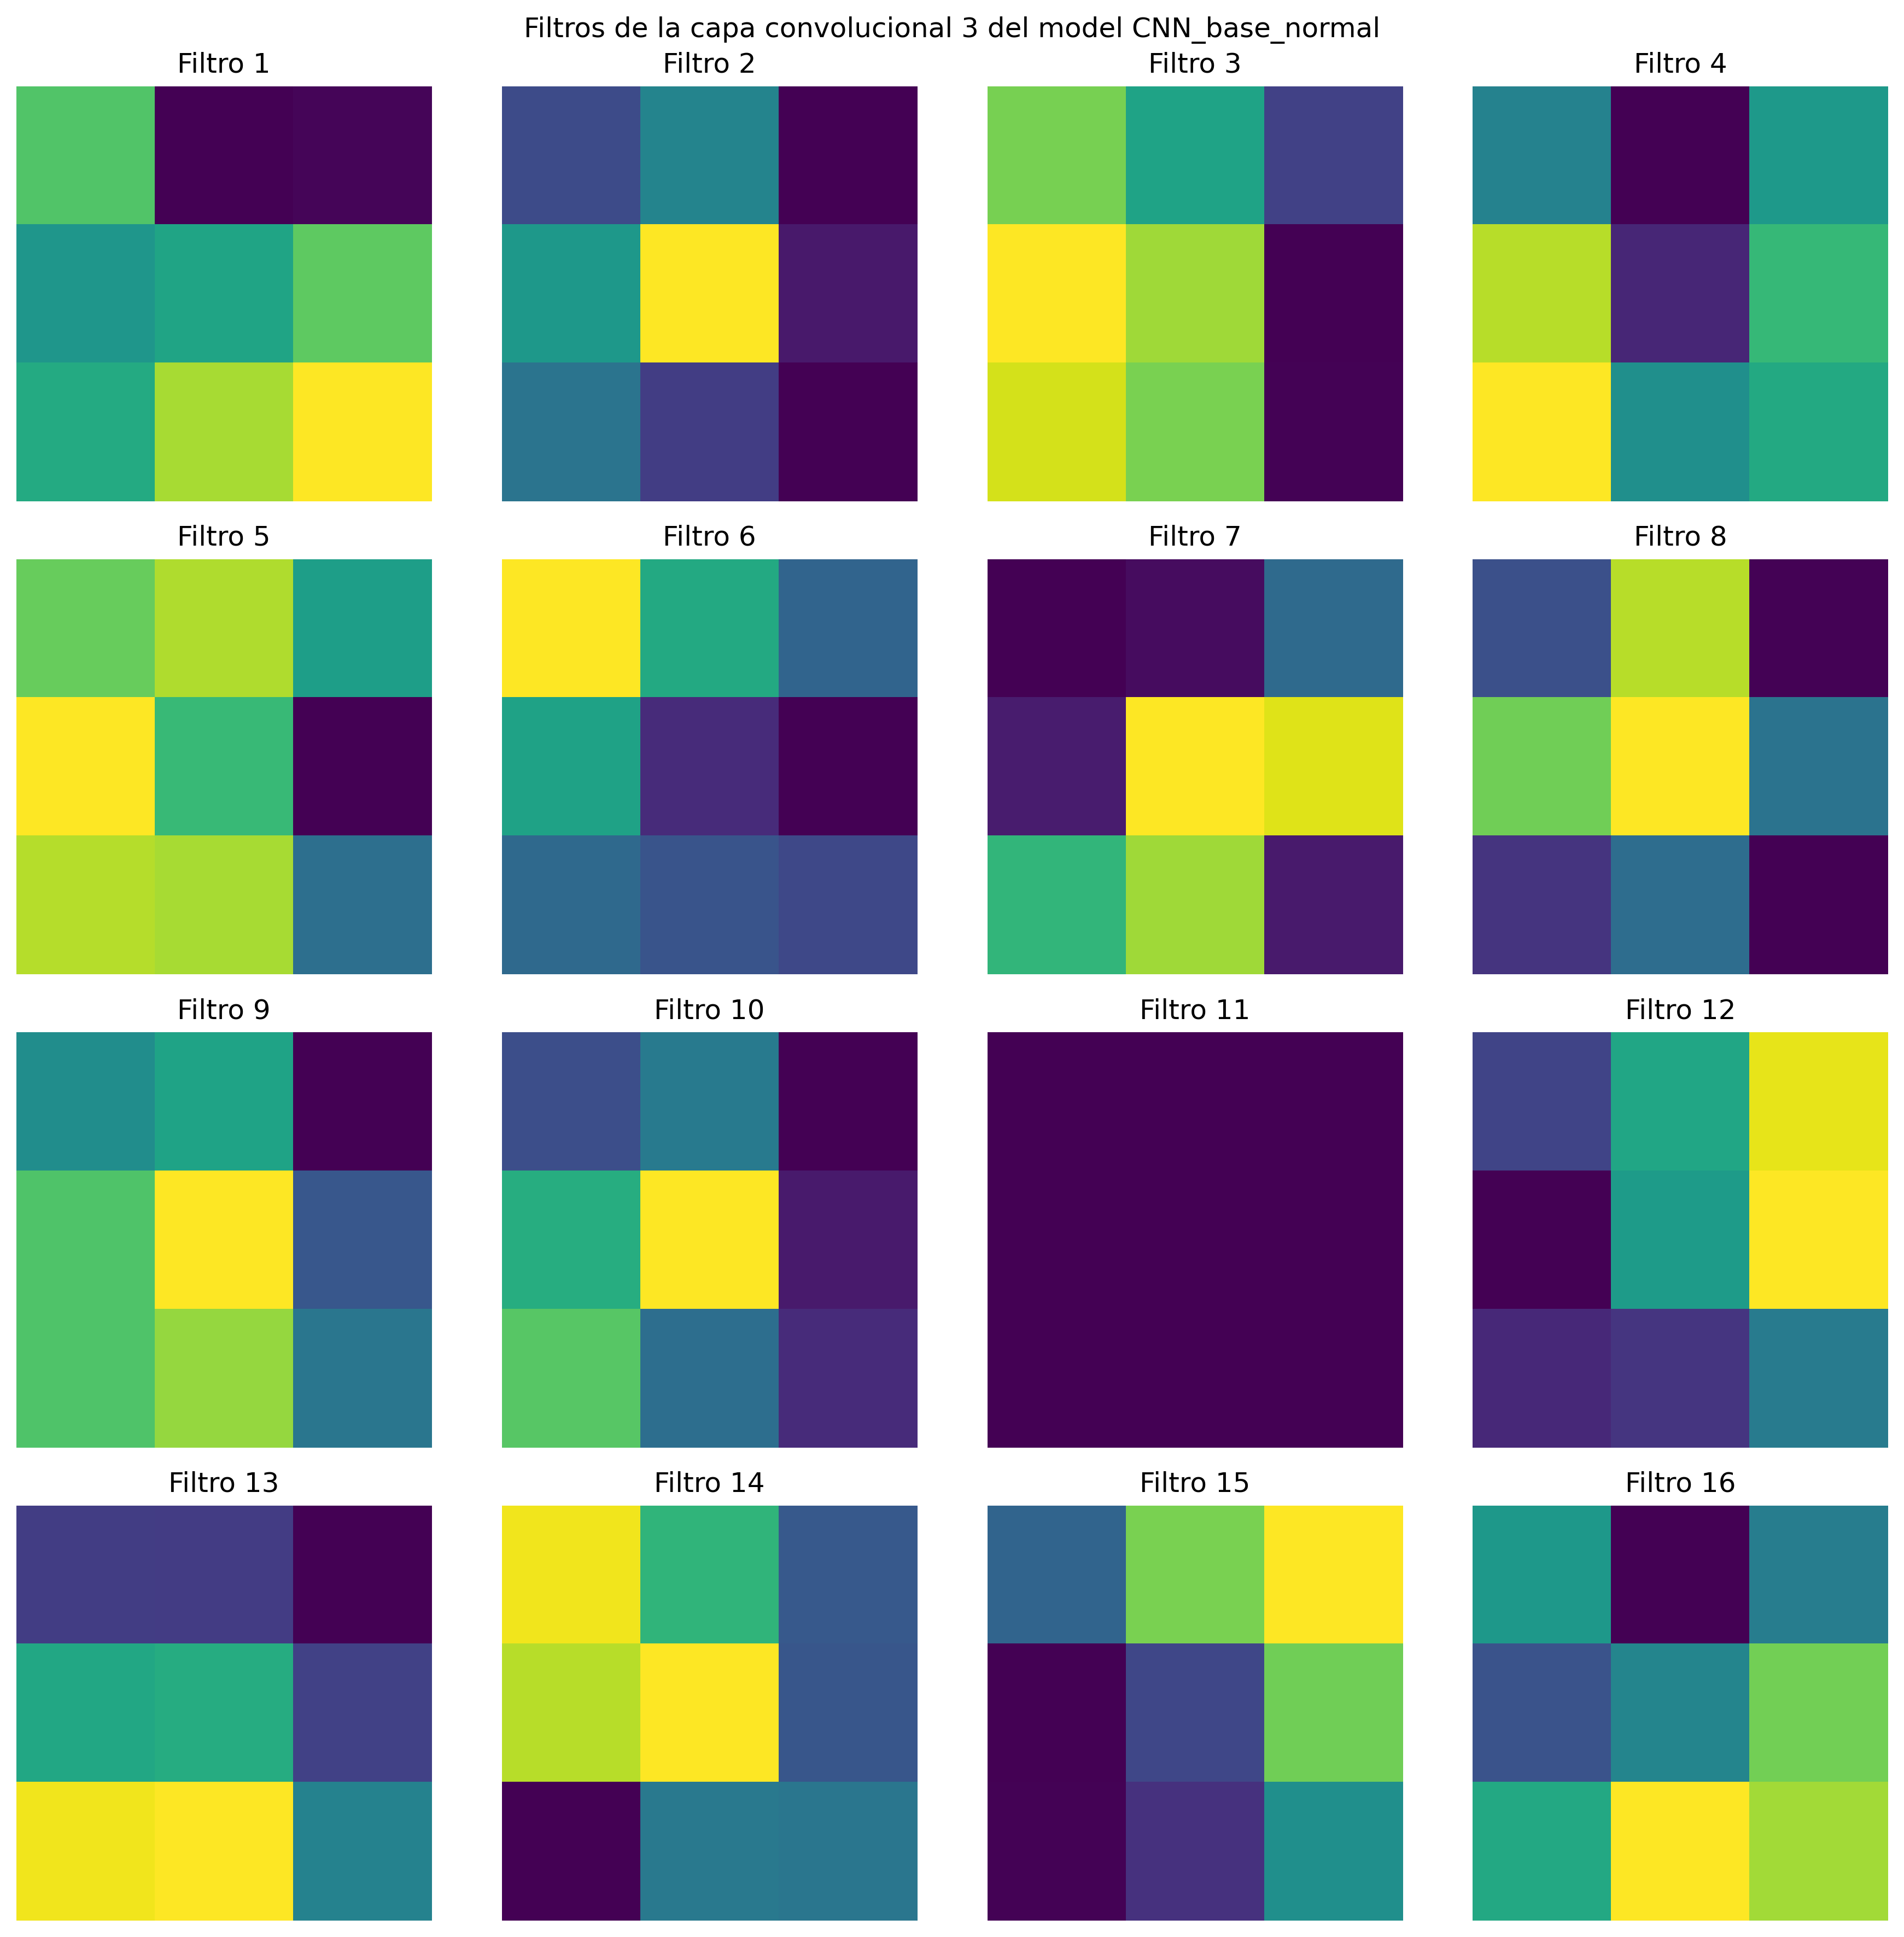 Filtros de la capa convolucional 3 del model CNN_base_normal
Filtro 1
Filtro 2
Filtro 3
Filtro 4
Filtro 5
Filtro 6
Filtro 7
Filtro 8
Filtro 9
Filtro 10
Filtro 11
Filtro 12
Filtro 13
Filtro 14
Filtro 15
Filtro 16